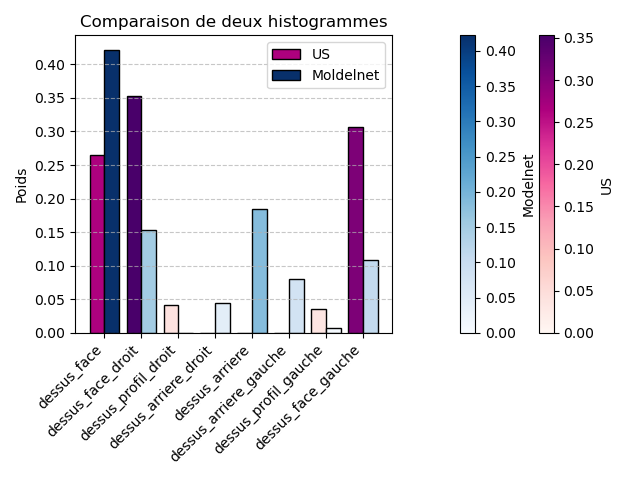 Comparaison de deux histogrammes
US
Moldelnet
Poids
0.40
0.35
0.30
0.25
0.20
0.15
0.10
0.05
0.00
dessus_face
dessus_face_droit
dessus_profil_droit
dessus_arriere_droit
dessus_arriere
dessus_arriere_gauche
dessus_profil_gauche
dessus_face_gauche
0.40
0.35
0.30
0.25
0.20
0.15
0.10
0.05
0.00
Modelnet
0.35
0.30
0.25
0.20
0.15
0.10
0.05
0.00
US